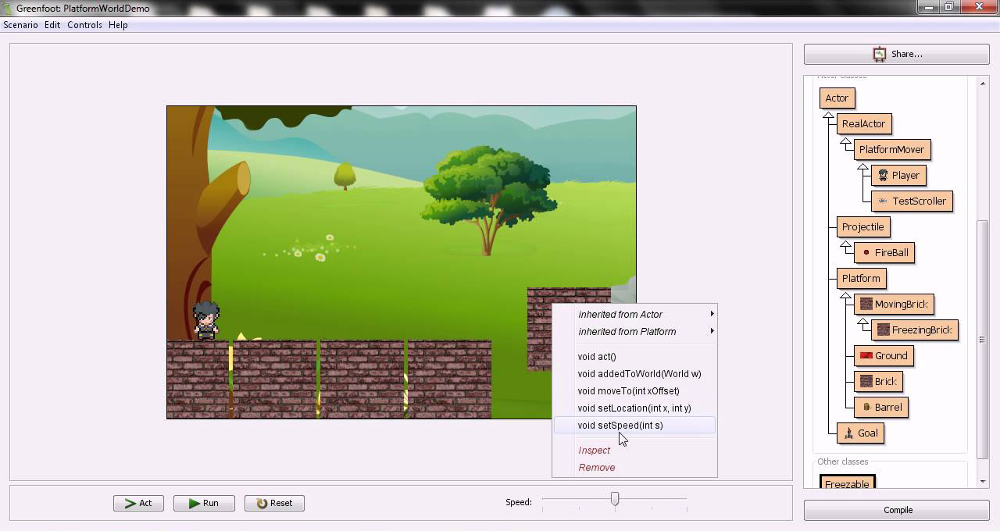 Greenfoot: PlatformWorldDemo
Scenario Edit Controls Help
Share...
Actor classes
Actor
RealActor
PlatformMover
Player
TestScroller
Projectile
FireBall
Platform
MovingBrick
FreezingBrick
Ground
Brick
Barrel
Goal
Other classes
Freezable
inherited from Actor
inherited from Platform
void act()
void addedToWorld(World w)
void moveTo(int xOffset)
void setLocation(int x, int y)
void setSpeed(int s)
Inspect
Remove
Act Run Reset Speed:
Compile